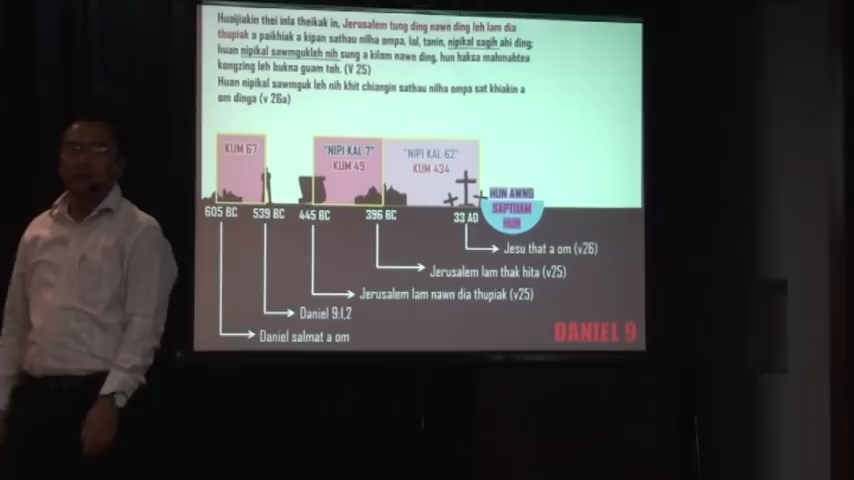 Huaijiakin thei inla theikak in, Jerusalem tung ding nawn ding leh lam dia
thupiak a paikhiak a kipan sathau nilha ompa, lal, tanin, nipikal sagih ahi ding;
huan nipikal sawmgukleh nih sung a kilam nawn ding, hun haksa mahmahtea
kongzing leh bukna guam toh. (V 25)
Huan nipikal sawmguk leh nih khit chiangin sathau nilha ompa sat khiakin a
om dinga (v 26a)
KUM 67
"NIPI KAL 7"
KUM 49
"NIPI KAL 62"
KUM 434
HUN AWNG
SAPTUAM
HUN
605 BC
539 BC
445 BC
396 BC
33 AD
Jesu that a om (v26)
Jerusalem lam thak hita (v25)
Jerusalem lam nawn dia thupiak (v25)
Daniel 9:1,2
Daniel salmat a om
DANIEL 9